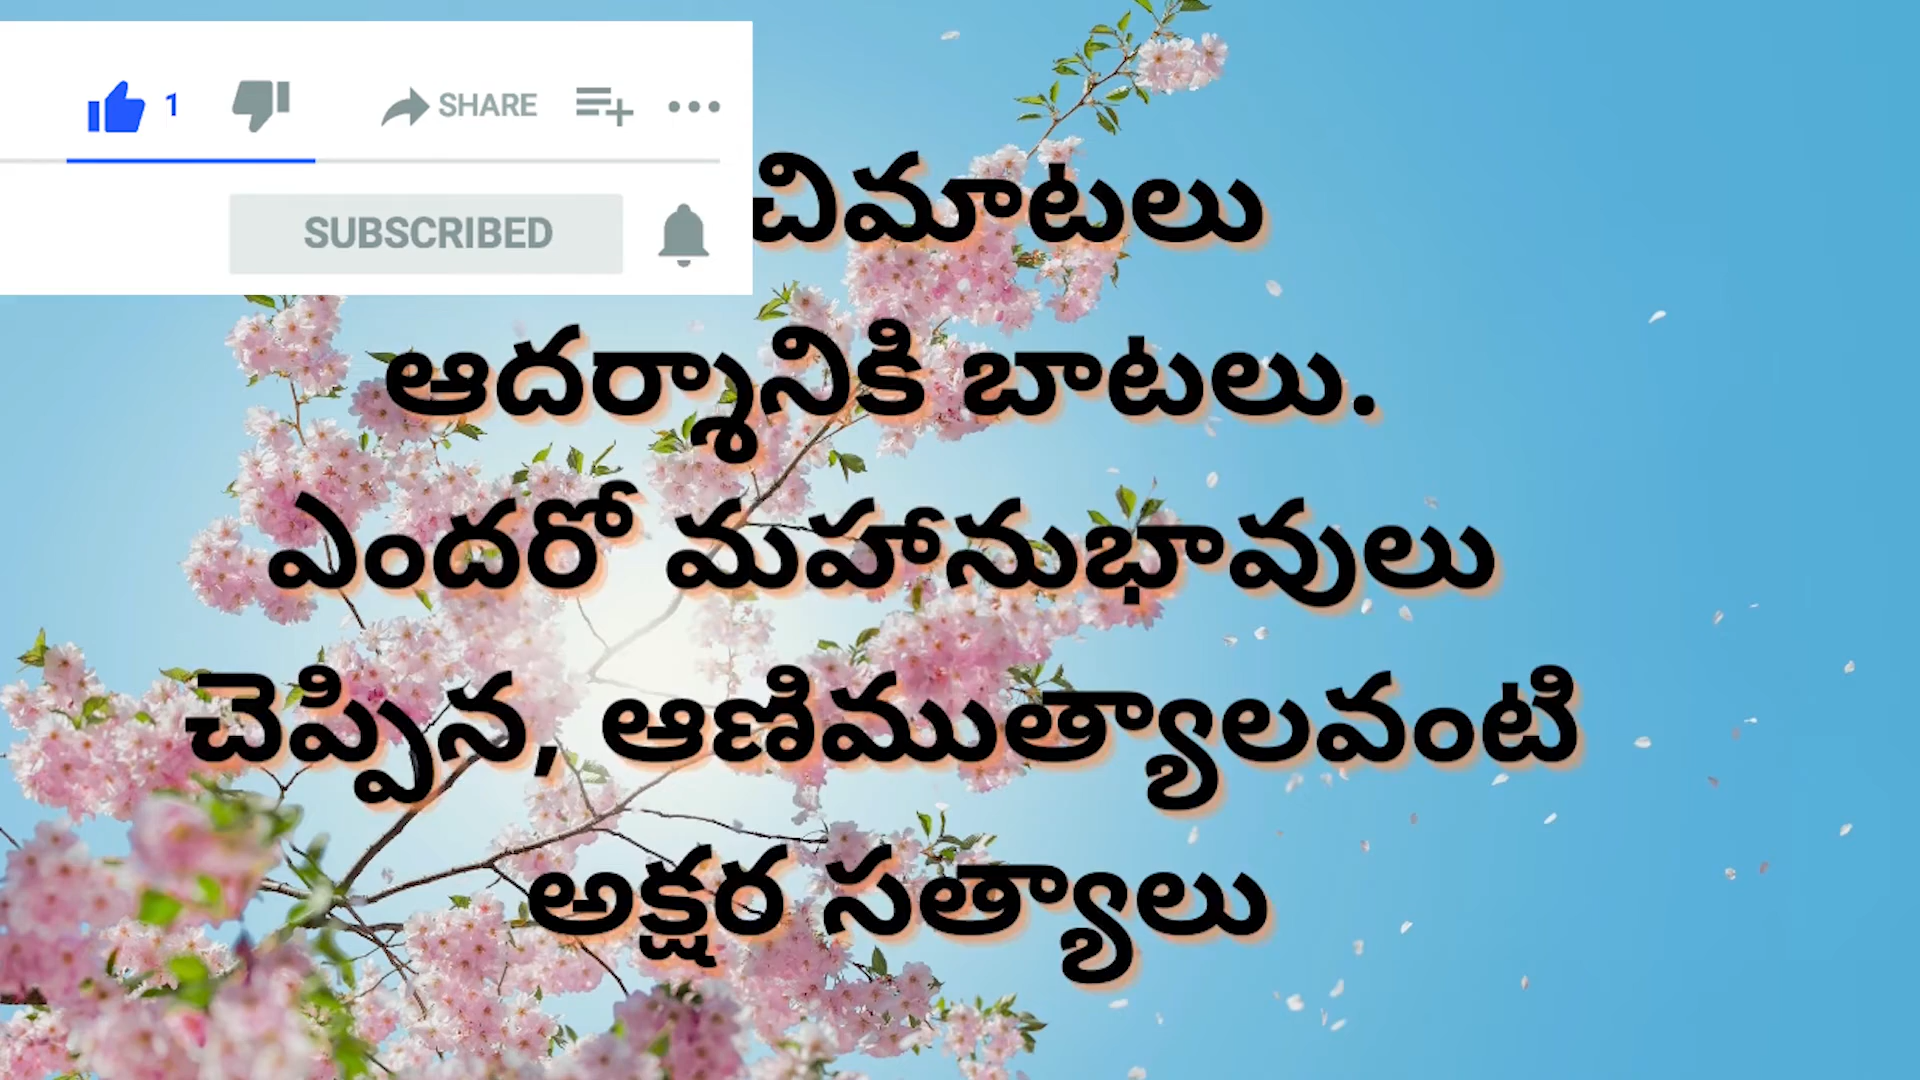 1 SHARE
SUBSCRIBED
చిమాటలు
ఆదర్శానికి బాటలు.
ఎందరో మహానుభావులు
చెప్పిన, ఆణిముత్యాలవంటి
అక్షర సత్యాలు